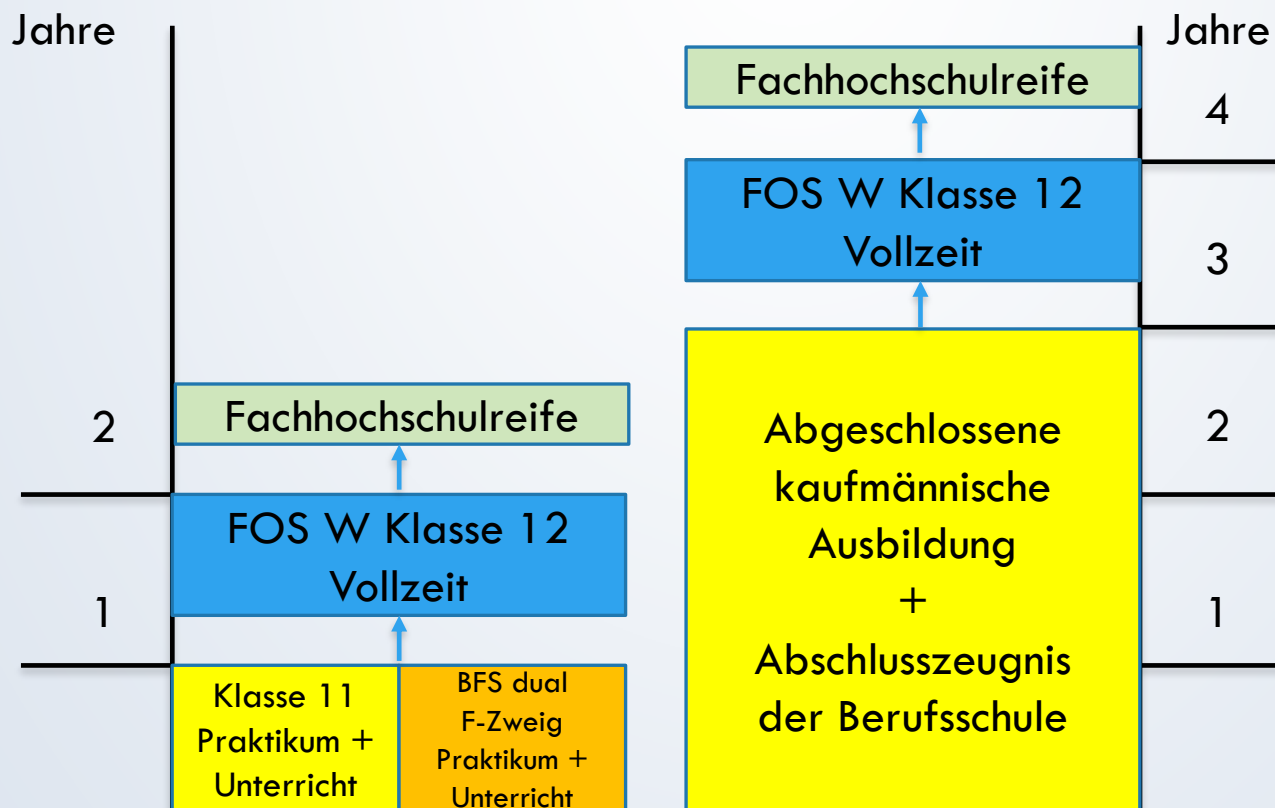 Jahre
2
1
Fachhochschulreife
FOS W Klasse 12
Vollzeit
Klasse 11
Praktikum +
Unterricht
BFS dual
F-Zweig
Praktikum +
Unterricht
Fachhochschulreife
FOS W Klasse 12
Vollzeit
Abgeschlossene
kaufmännische
Ausbildung
+
Abschlusszeugnis
der Berufsschule
Jahre
4
3
2
1